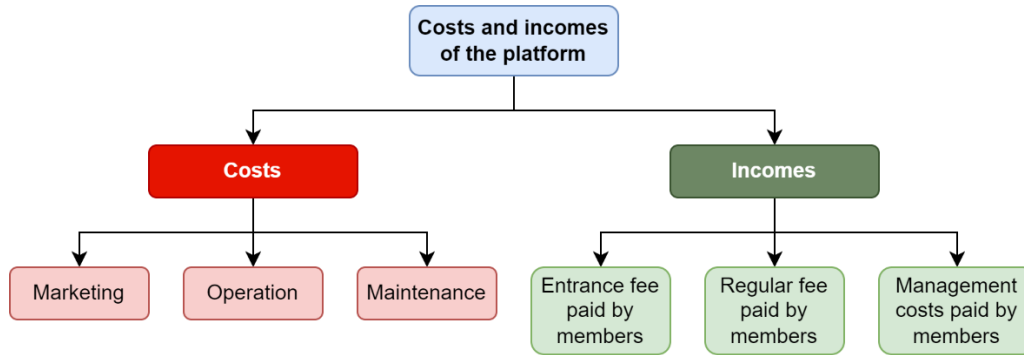 Costs and incomes
of the platform
Costs
Incomes
Marketing
Operation
Maintenance
Entrance fee
paid by
members
Regular fee
paid by
members
Management
costs paid by
members